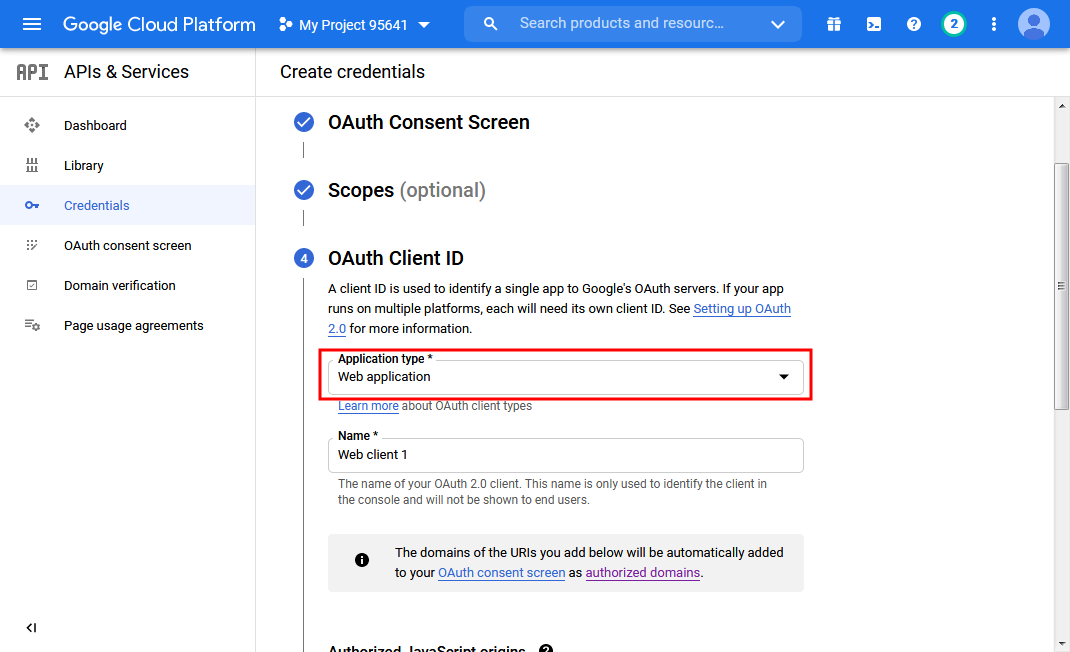 Google Cloud Platform
My Project 95641
Search products and resourc...
2
API
APIs & Services
Create credentials
Dashboard
Library
Credentials
OAuth consent screen
Domain verification
Page usage agreements
OAuth Consent Screen
Scopes (optional)
4 OAuth Client ID
A client ID is used to identify a single app to Google's OAuth servers. If your app
runs on multiple platforms, each will need its own client ID. See Setting up OAuth
2.0 for more information.
Application type *
Web application
Learn more about OAuth client types
Name *
Web client 1
The name of your OAuth 2.0 client. This name is only used to identify the client in
the console and will not be shown to end users.
The domains of the URIs you add below will be automatically added
to your OAuth consent screen as authorized domains.
Authorized JavaScript origins